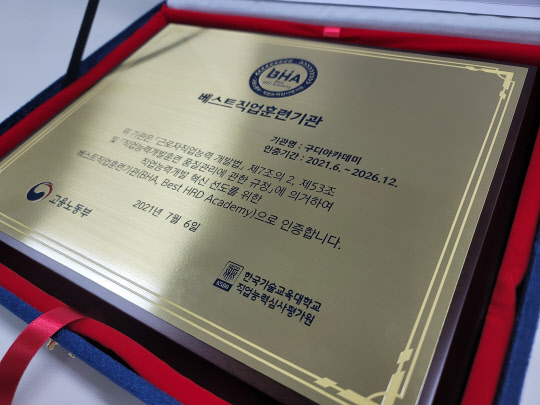 BHA
베스트직업훈련기관
기관명 : 구디아카데미
인증기간 : 2021.6. ~ 2026.12.
위 기관은 「근로자직업능력 개발법」 제7조의 2, 제53조
및 「직업능력개발훈련 품질관리에 관한 규정」에 의거하여
직업능력개발 혁신 선도를 위한
베스트직업훈련기관(BHA, Best HRD Academy)으로 인증합니다.
2021년 7월 6일
고용노동부
한국기술교육대학교
직업능력심사평가원